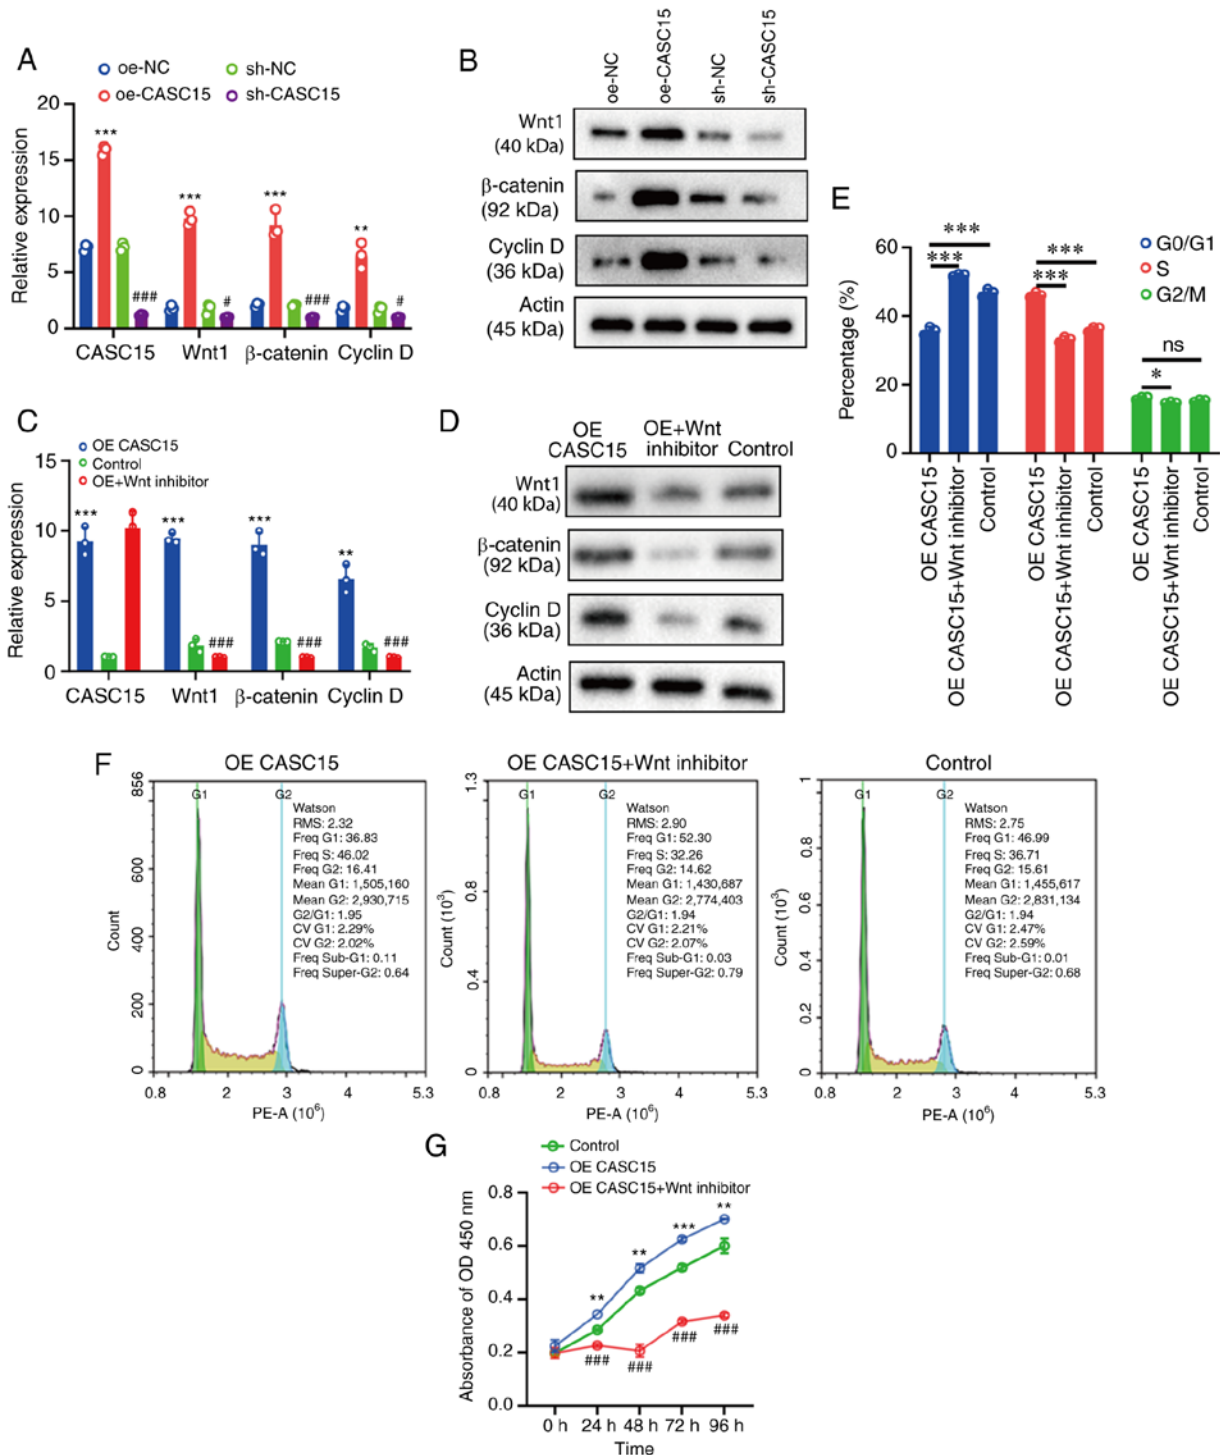 A
oe-NC
sh-NC
oe-CASC15
sh-CASC15
Relative expression
20
15
10
5
0
***
***
***
**
###
#
###
#
CASC15
Wnt1
β-catenin
Cyclin D
B
oe-NC
oe-CASC15
sh-NC
sh-CASC15
Wnt1
(40 kDa)
β-catenin
(92 kDa)
Cyclin D
(36 kDa)
Actin
(45 kDa)
C
OE CASC15
Control
OE+Wnt inhibitor
Relative expression
15
10
5
0
***
***
***
**
###
###
###
CASC15
Wnt1
β-catenin
Cyclin D
D
OE
CASC15
OE+Wnt
inhibitor
Control
Wnt1
(40 kDa)
β-catenin
(92 kDa)
Cyclin D
(36 kDa)
Actin
(45 kDa)
E
G0/G1
S
G2/M
Percentage (%)
60
40
20
0
***
***
***
***
ns
*
OE CASC15
OE CASC15+Wnt inhibitor
Control
OE CASC15
OE CASC15+Wnt inhibitor
Control
OE CASC15
OE CASC15+Wnt inhibitor
Control
F
OE CASC15
Count
856
600
400
200
0
G1
G2
Watson
RMS: 2.32
Freq G1: 36.83
Freq S: 46.02
Freq G2: 16.41
Mean G1: 1,505,160
Mean G2: 2,930,715
G2/G1: 1.95
CV G1: 2.29%
CV G2: 2.02%
Freq Sub-G1: 0.11
Freq Super-G2: 0.64
0.8 2 3 4 5.3
PE-A (10⁶)
OE CASC15+Wnt inhibitor
Count (10³)
1.3
0.8
0.4
0
G1
G2
Watson
RMS: 2.90
Freq G1: 52.30
Freq S: 32.26
Freq G2: 14.62
Mean G1: 1,430,687
Mean G2: 2,774,403
G2/G1: 1.94
CV G1: 2.21%
CV G2: 2.07%
Freq Sub-G1: 0.03
Freq Super-G2: 0.79
0.8 2 3 4 5.3
PE-A (10⁶)
Control
Count (10³)
1
0.8
0.6
0.4
0.2
0
G1
G2
Watson
RMS: 2.75
Freq G1: 46.99
Freq S: 36.71
Freq G2: 15.61
Mean G1: 1,455,617
Mean G2: 2,831,134
G2/G1: 1.94
CV G1: 2.47%
CV G2: 2.59%
Freq Sub-G1: 0.01
Freq Super-G2: 0.68
0.8 2 3 4 5.3
PE-A (10⁶)
G
Control
OE CASC15
OE CASC15+Wnt inhibitor
Absorbance of OD 450 nm
0.8
0.6
0.4
0.2
0.0
**
**
***
**
###
###
###
###
0 h 24 h 48 h 72 h 96 h
Time